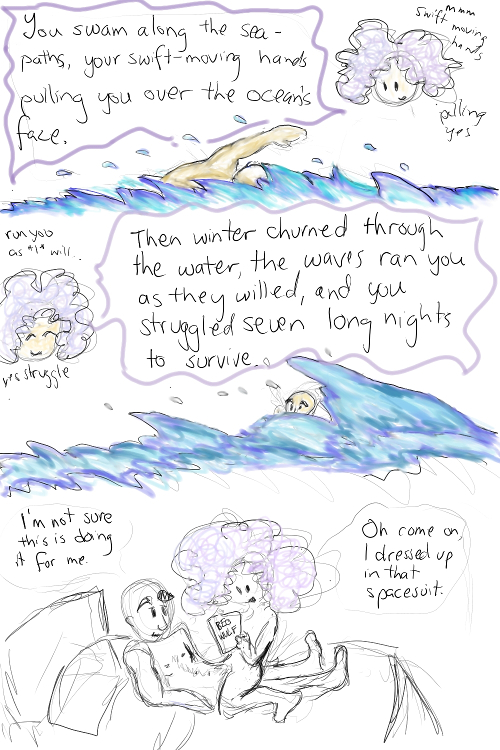 You swam along the sea-
paths, your swift-moving hands
pulling you over the ocean's
face.
mmm
swift moving
hands
pulling
yes
Then winter churned through
the water, the waves ran you
as they willed, and you
struggled seven long nights
to survive.
run you
as *I* will...
yes struggle
I'm not sure
this is doing
it for me.
Oh come on,
I dressed up
in that
spacesuit.
BEO
WULF